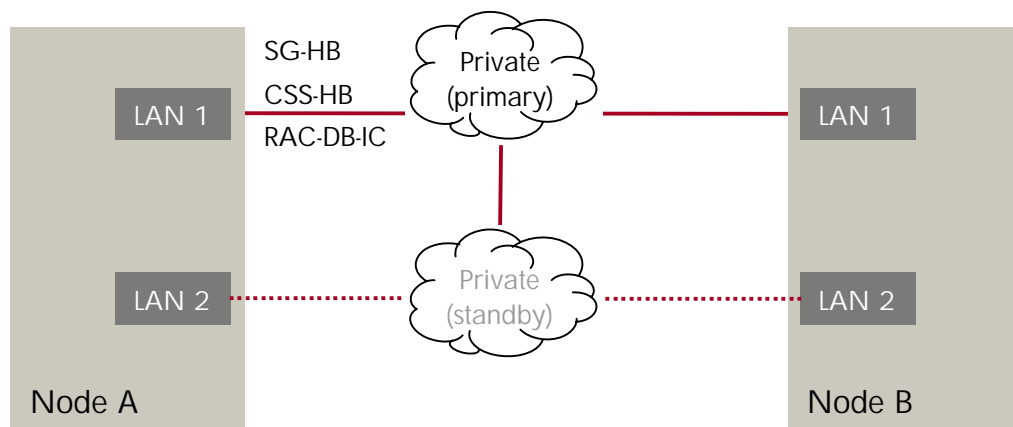 SG-HB
CSS-HB
RAC-DB-IC
Private
(primary)
LAN 1
LAN 1
Private
(standby)
LAN 2
LAN 2
Node A
Node B